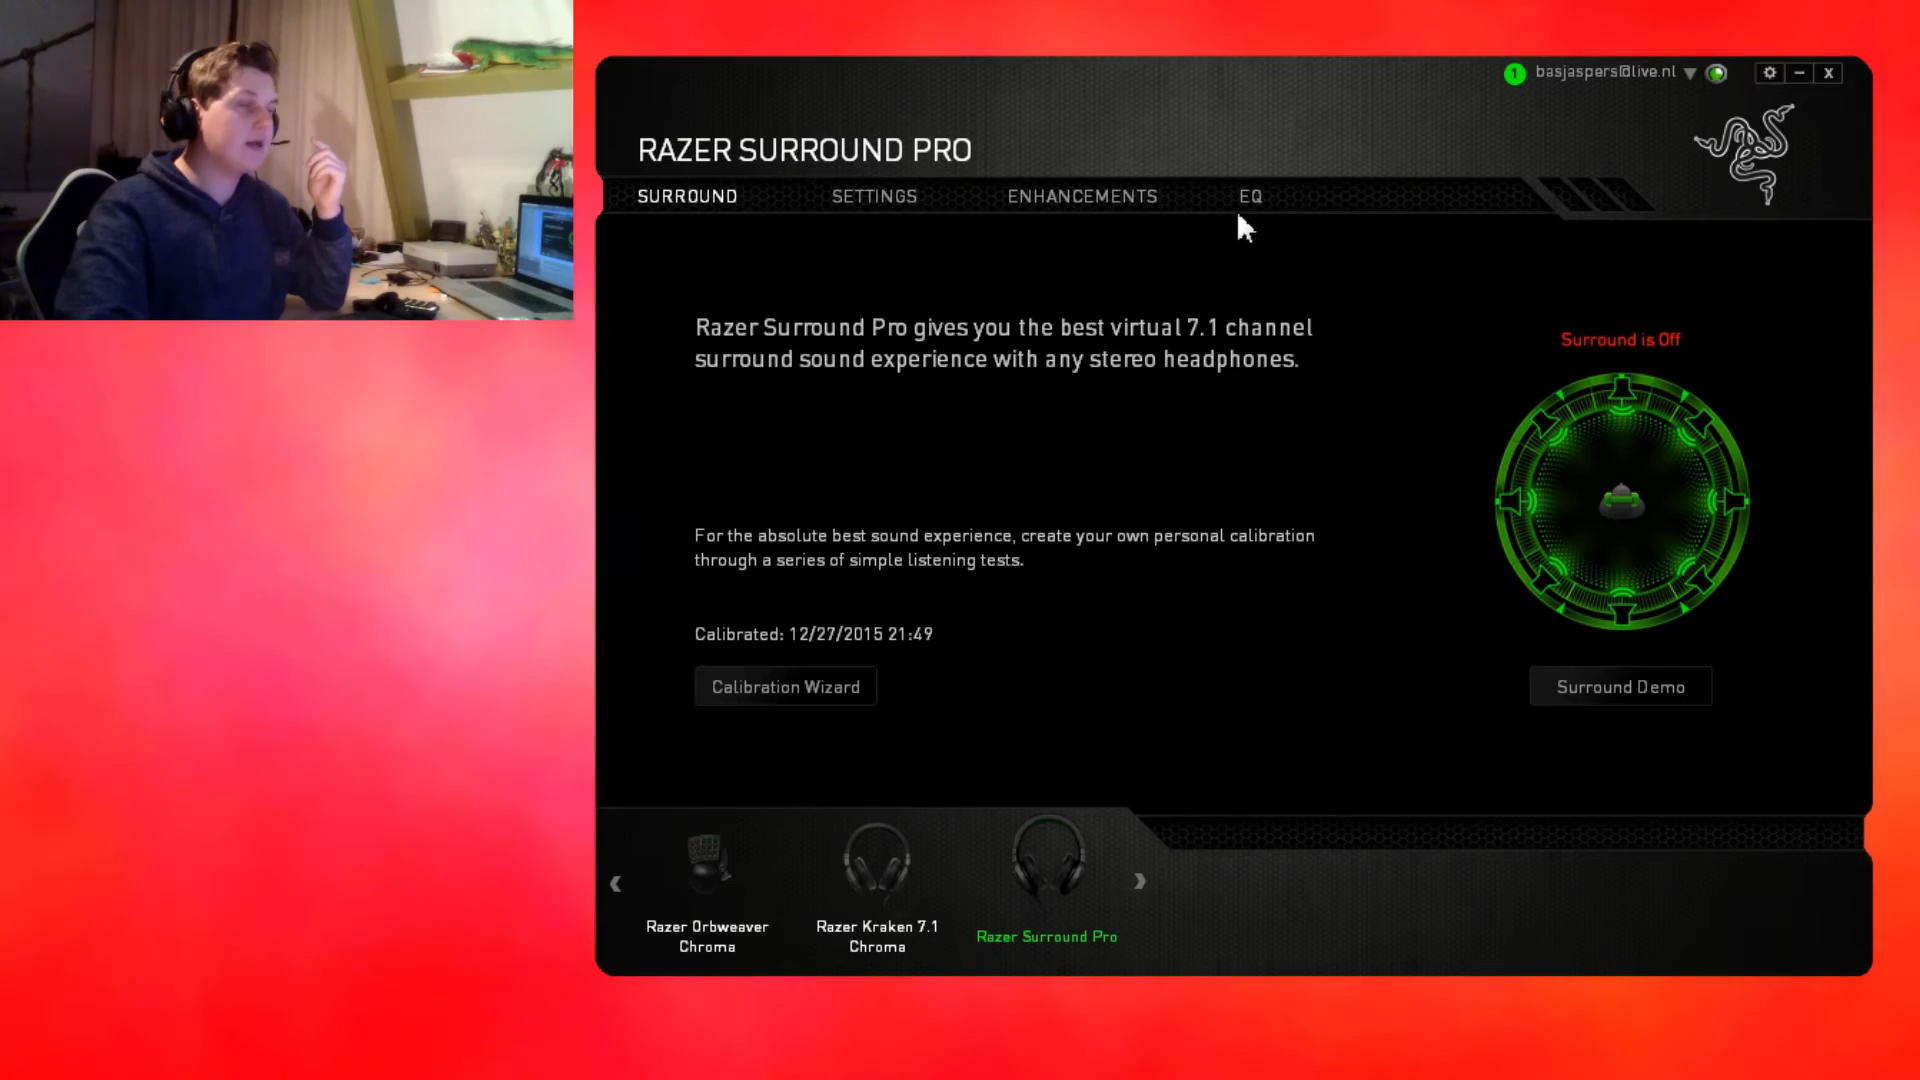 1 basjaspers@live.nl
X
RAZER SURROUND PRO
SURROUND SETTINGS ENHANCEMENTS EQ
Razer Surround Pro gives you the best virtual 7.1 channel
surround sound experience with any stereo headphones.
Surround is Off
For the absolute best sound experience, create your own personal calibration
through a series of simple listening tests.
Calibrated: 12/27/2015 21:49
Calibration Wizard
Surround Demo
Razer Orbweaver
Chroma
Razer Kraken 7.1
Chroma
Razer Surround Pro